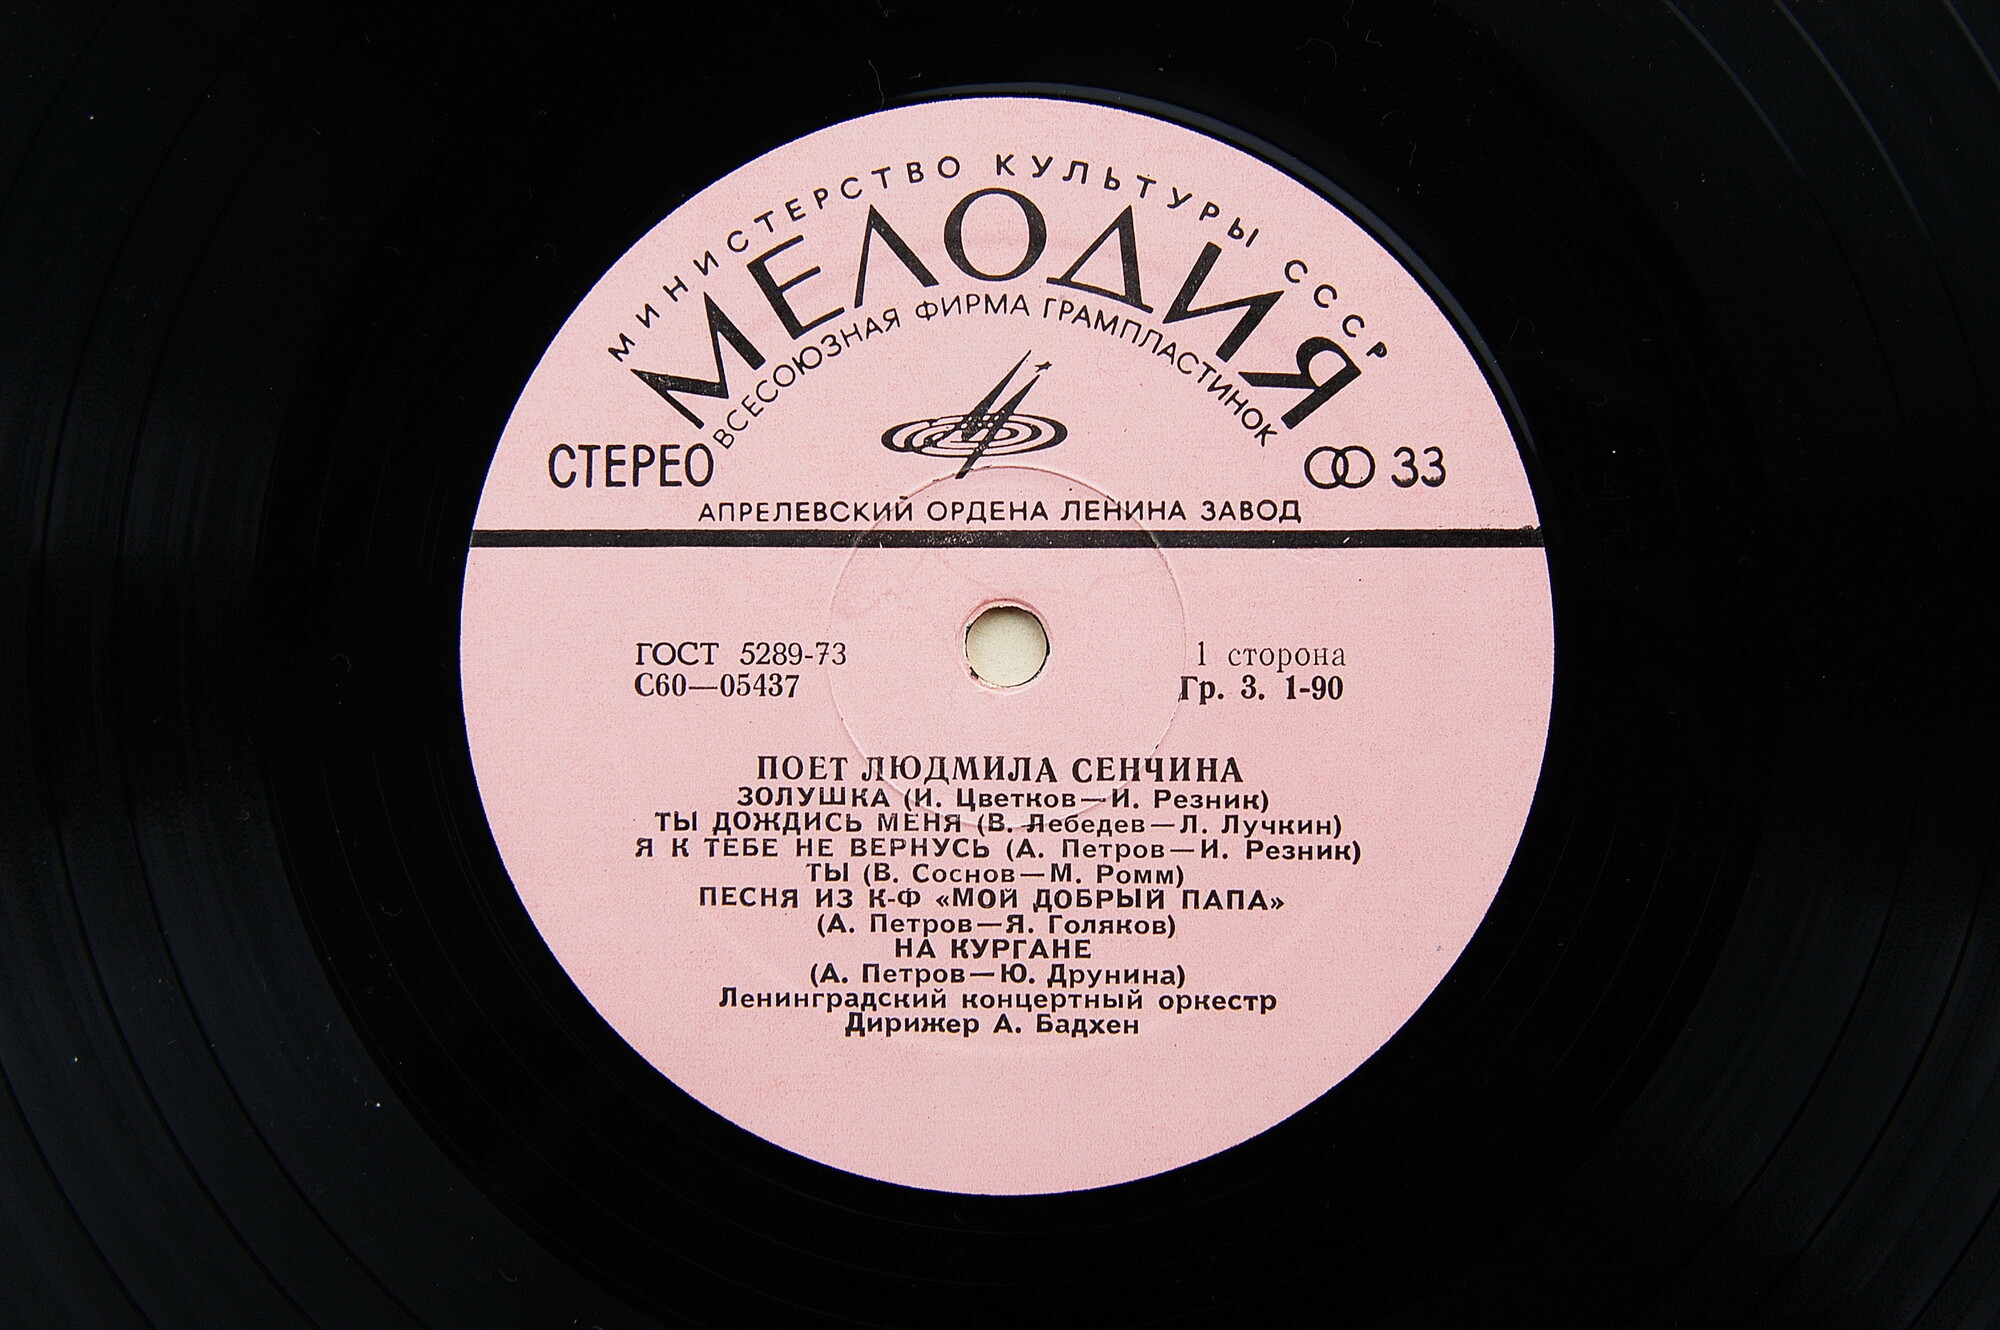 МИНИСТЕРСТВО КУЛЬТУРЫ СССР
МЕЛОДИЯ
ВСЕСОЮЗНАЯ ФИРМА ГРАМПЛАСТИНОК
СТЕРЕО
33
АПРЕЛЕВСКИЙ ОРДЕНА ЛЕНИНА ЗАВОД
ГОСТ 5289-73
С60—05437
1 сторона
Гр. 3. 1-90
ПОЕТ ЛЮДМИЛА СЕНЧИНА
ЗОЛУШКА (И. Цветков—И. Резник)
ТЫ ДОЖДИСЬ МЕНЯ (В. Лебедев—Л. Лучкин)
Я К ТЕБЕ НЕ ВЕРНУСЬ (А. Петров—И. Резник)
ТЫ (В. Соснов—М. Ромм)
ПЕСНЯ ИЗ К-Ф «МОЙ ДОБРЫЙ ПАПА»
(А. Петров—Я. Голяков)
НА КУРГАНЕ
(А. Петров—Ю. Друнина)
Ленинградский концертный оркестр
Дирижер А. Бадхен